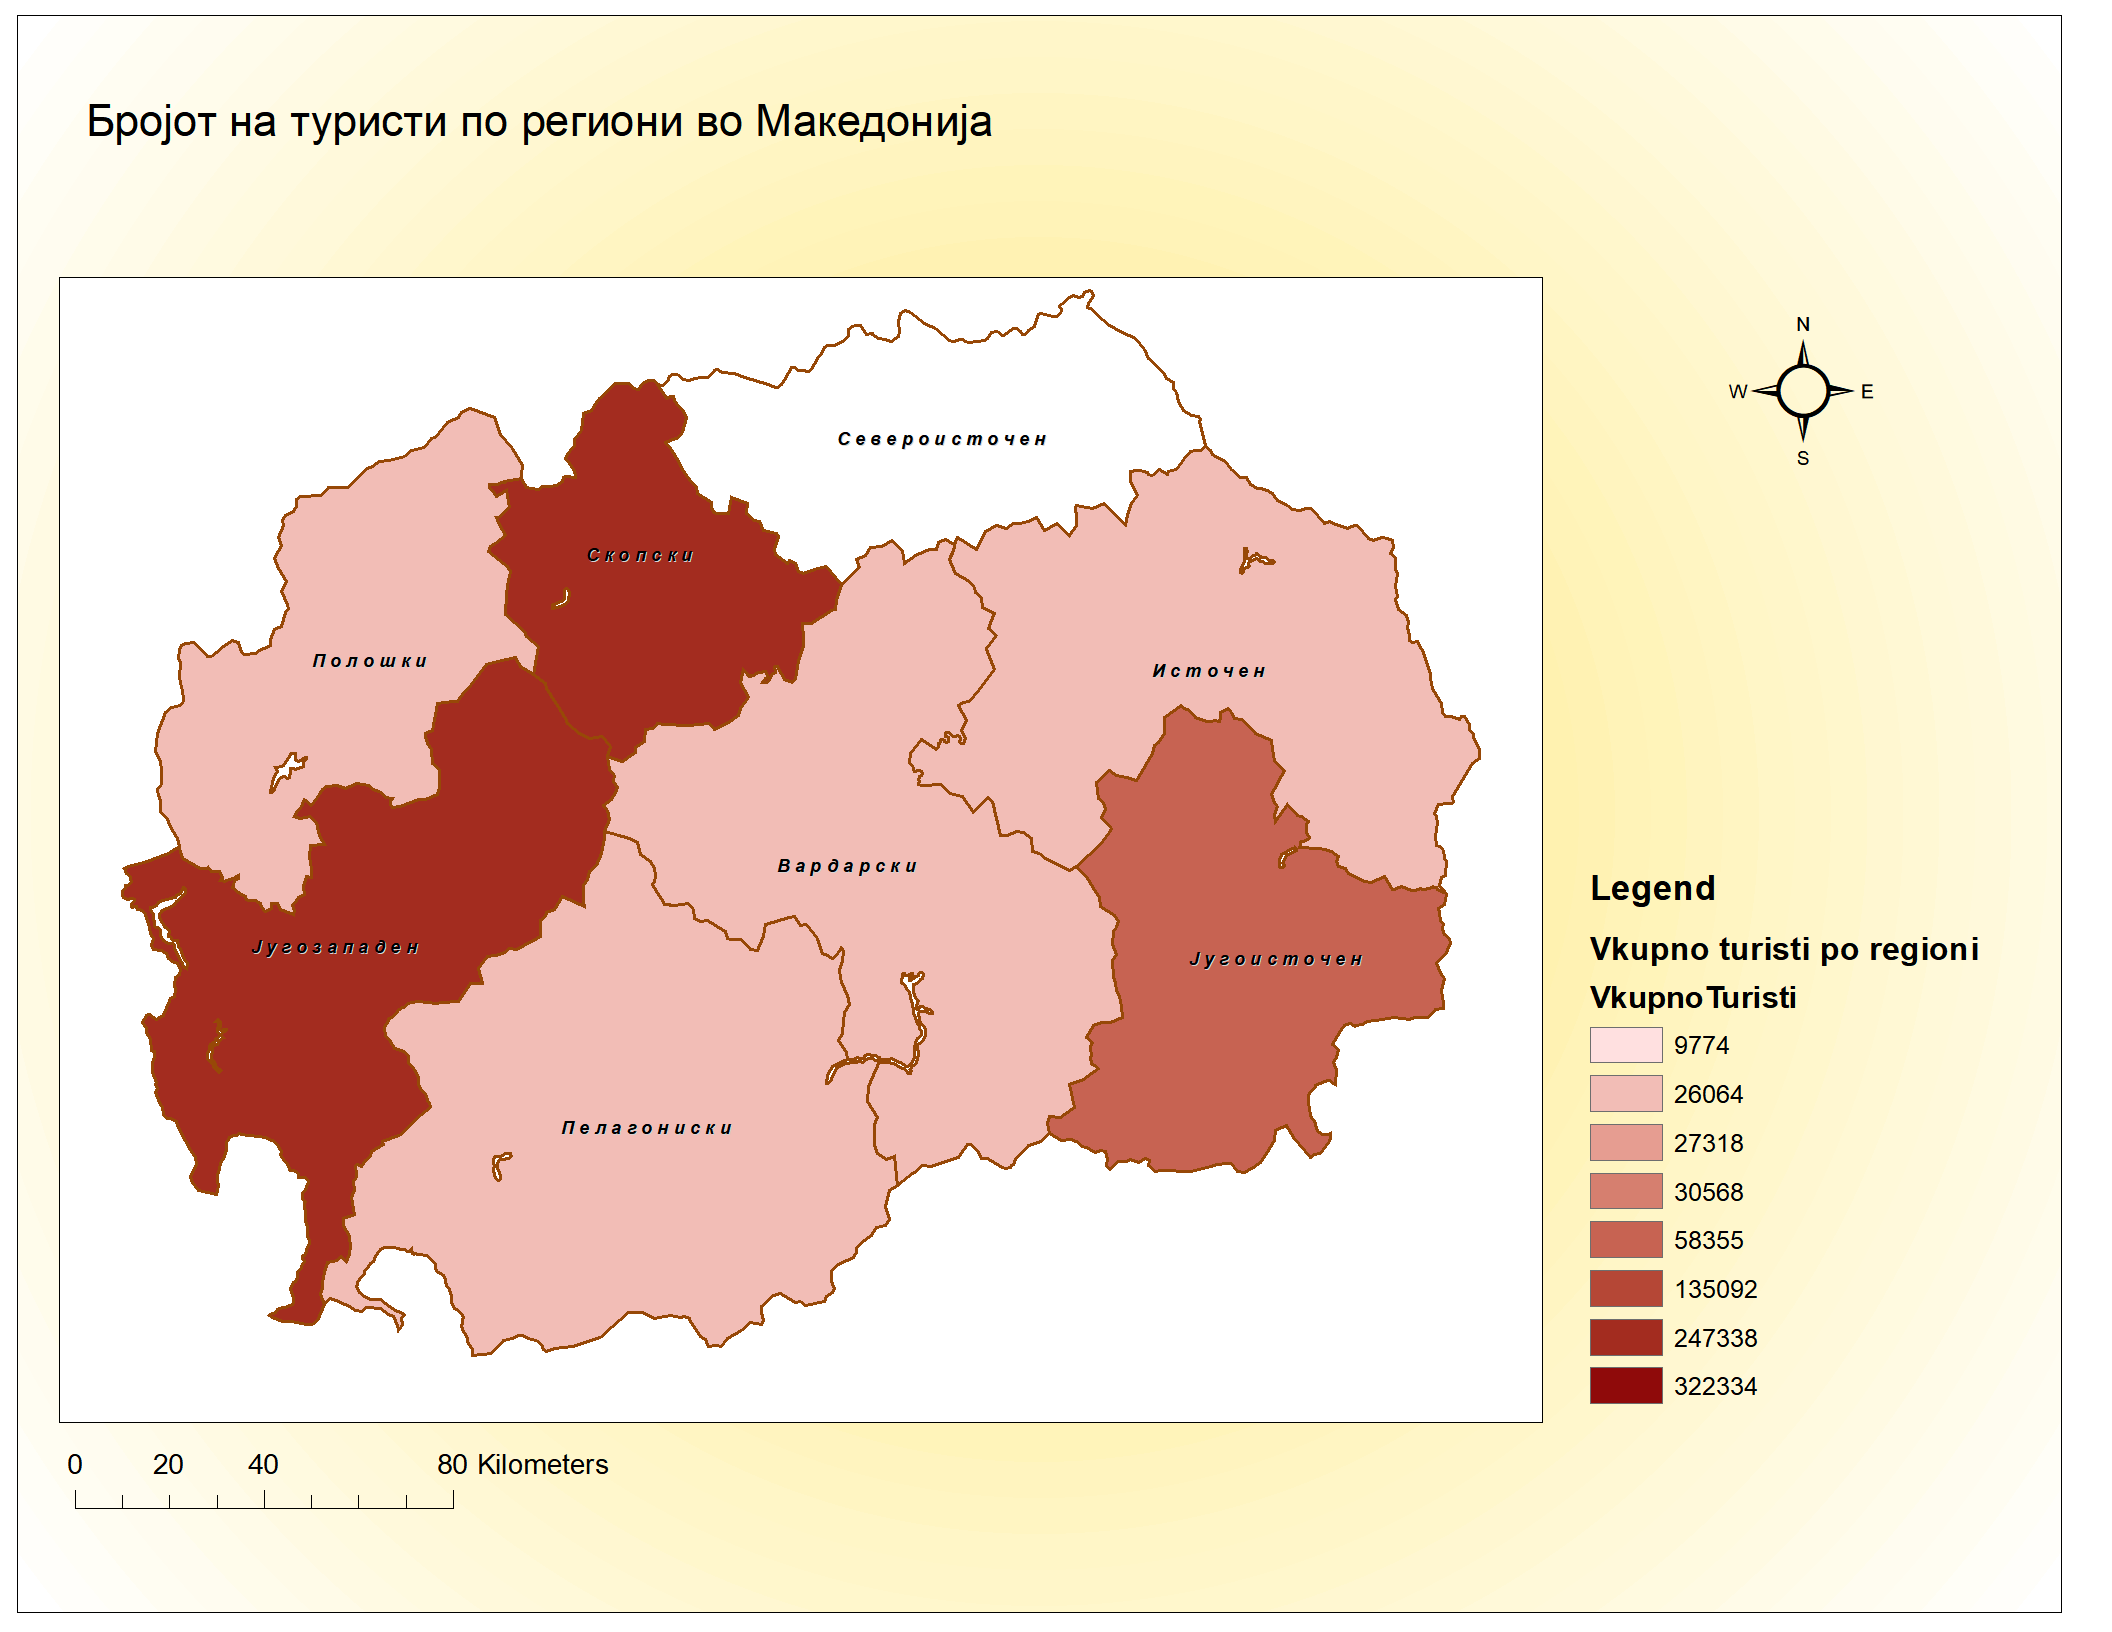 Бројот на туристи по региони во Македонија
N
W E
S
Североисточен
Скопски
Полошки
Источен
Вардарски
Југозападен
Југоисточен
Пелагониски
Legend
Vkupno turisti po regioni
VkupnoTuristi
9774
26064
27318
30568
58355
135092
247338
322334
0 20 40 80 Kilometers